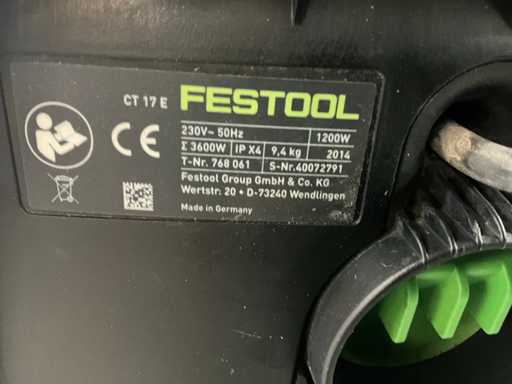 CT 17 E FESTOOL
230V~ 50Hz 1200W
Σ 3600W IP X4 9,4 kg 2014
T-Nr. 768 061 S-Nr.40072791
Festool Group GmbH & Co. KG
Wertstr. 20 • D-73240 Wendlingen
Made in Germany
CE